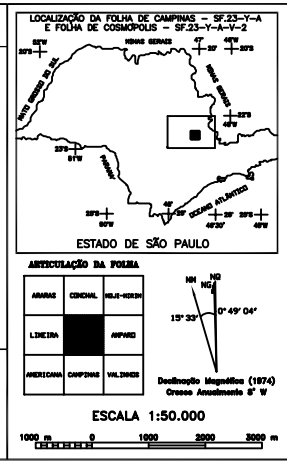 LOCALIZAÇÃO DA FOLHA DE CAMPINAS - SF.23-Y-A
E FOLHA DE COSMÓPOLIS - SF.23-Y-A-V-2
MINAS GERAIS
20°S
20°S
MATO GROSSO DO SUL
MINAS GERAIS
PARANÁ
OCEANO ATLÂNTICO
ESTADO DE SÃO PAULO
ARTICULAÇÃO DA FOLHA
ARARAS CONCHAL MOJI-MIRIM
LIMEIRA AMPARO
AMERICANA CAMPINAS VALINHOS
NM NG NQ
15° 33' 0° 49' 04"
Declinação Magnética (1974)
Cresce Anualmente 8' W
ESCALA 1:50.000
1000 m 0 1000 2000 3000 m